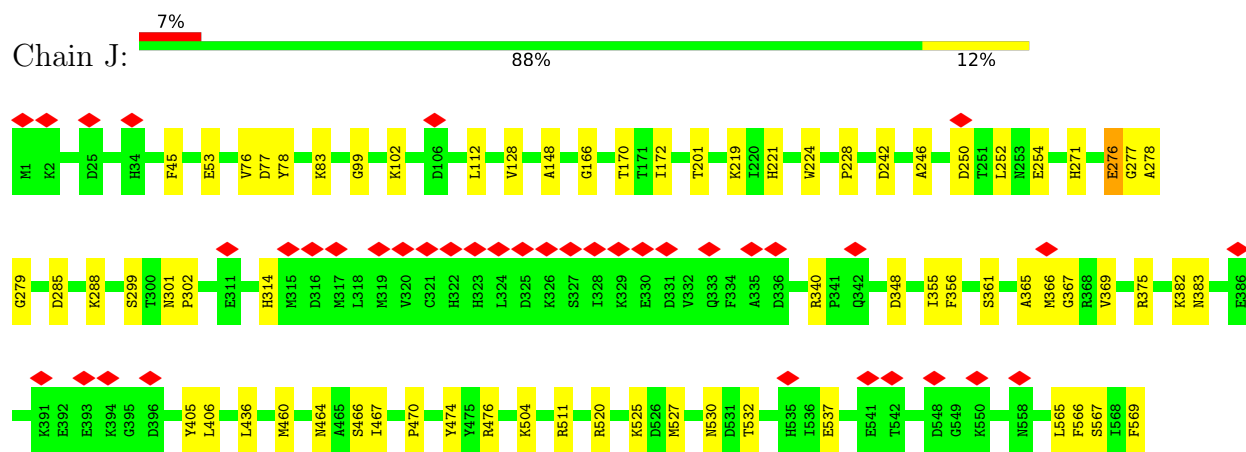 7%
Chain J:
88% 12%
M1 K2 D25 H34 F45 E53 V76 D77 Y78 K83 G99 K102 D106 L112 V128 A148 G166 T170 T171 I172 T201 K219 I220 H221 W224 P228 D242 A246 D250 T251 L252 N253 E254 H271 E276 G277 A278
G279 D285 K288 S299 T300 N301 P302 E311 H314 M315 D316 M317 L318 M319 V320 C321 H322 H323 L324 D325 K326 S327 I328 K329 E330 D331 V332 Q333 F334 A335 D336 R340 P341 Q342 D348 I355 F356 S361 A365 M366 G367 R368 V369 R375 K382 N383 E386
K391 E392 E393 K394 G395 D396 Y405 L406 L436 M460 N464 A465 S466 I467 P470 Y474 Y475 R476 K504 R511 R520 K525 D526 M527 N530 D531 T532 H535 I536 E537 E541 T542 D548 G549 K550 N558 L565 F566 S567 I568 F569